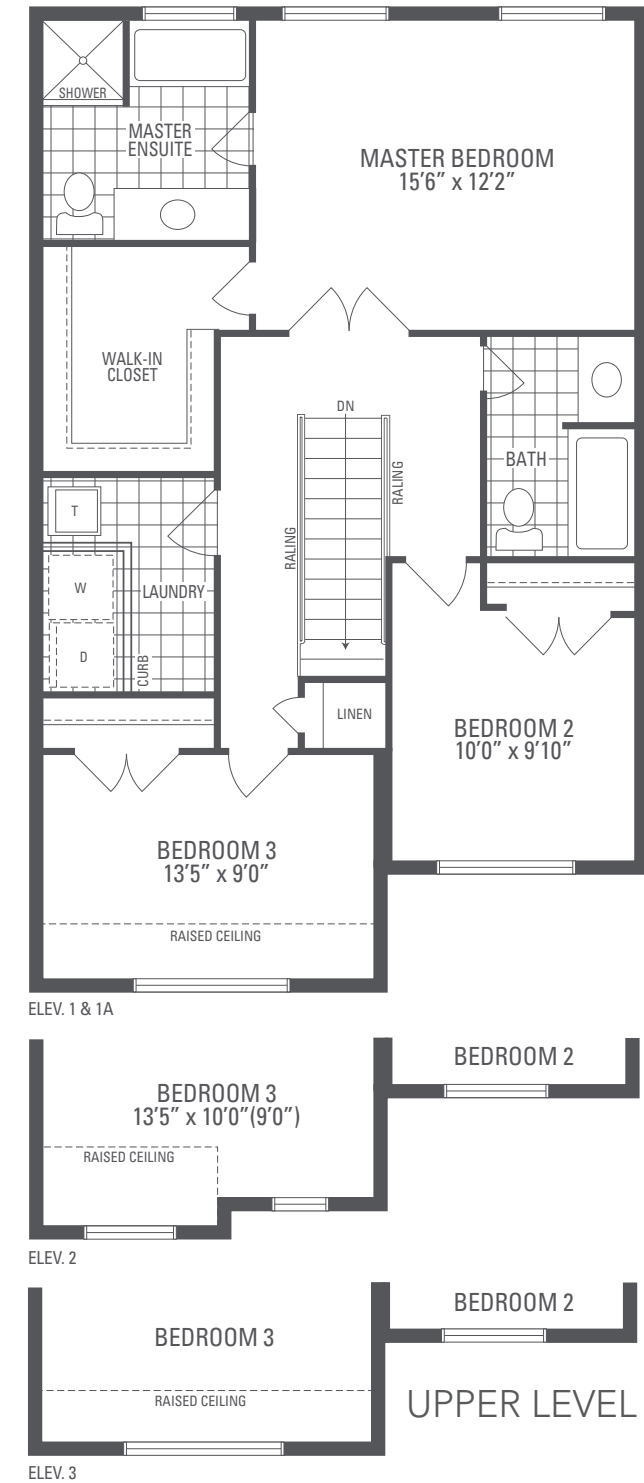 SHOWER
MASTER
ENSUITE
MASTER BEDROOM
15'6" x 12'2"
WALK-IN
CLOSET
DN
RALING
RALING
BATH
T
W
D
LAUNDRY
CURB
LINEN
BEDROOM 2
10'0" x 9'10"
BEDROOM 3
13'5" x 9'0"
RAISED CEILING
ELEV. 1 & 1A
BEDROOM 2
BEDROOM 3
13'5" x 10'0"(9'0")
RAISED CEILING
ELEV. 2
BEDROOM 2
BEDROOM 3
RAISED CEILING
UPPER LEVEL
ELEV. 3